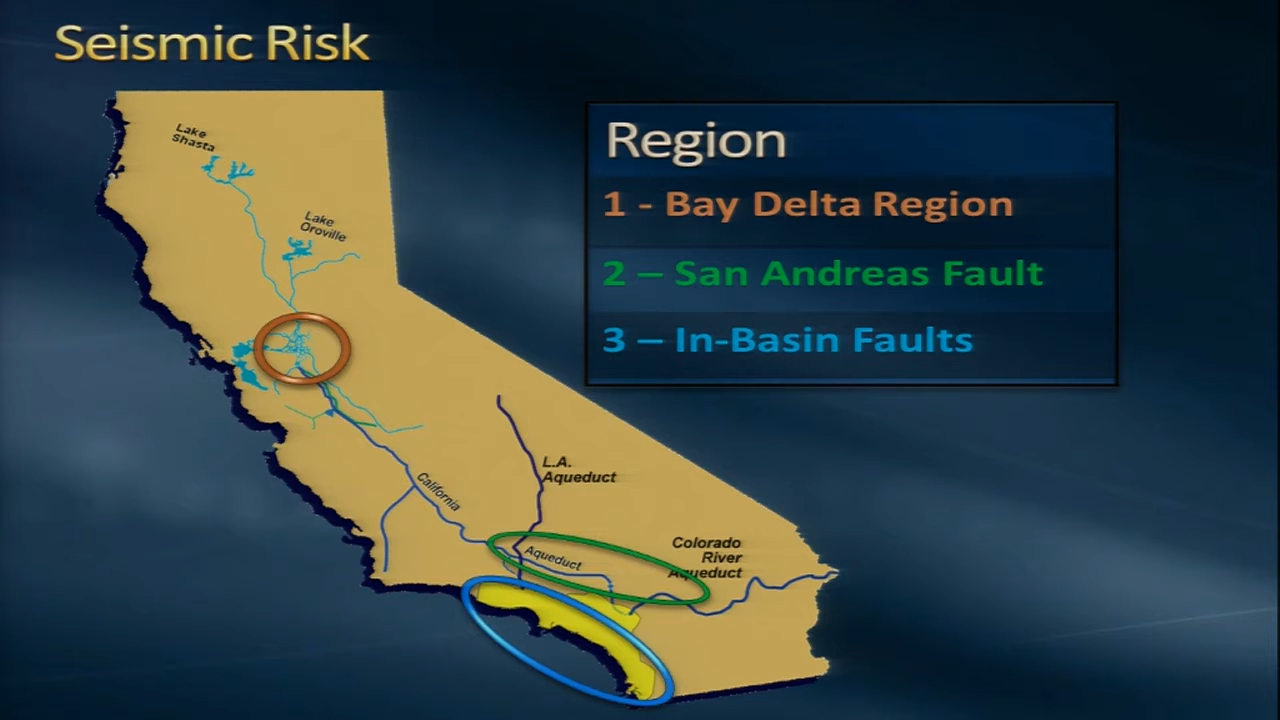 Seismic Risk
Lake
Shasta
Lake
Oroville
Region
1 - Bay Delta Region
2 – San Andreas Fault
3 – In-Basin Faults
L.A.
Aqueduct
California
Aqueduct
Colorado
River
Aqueduct